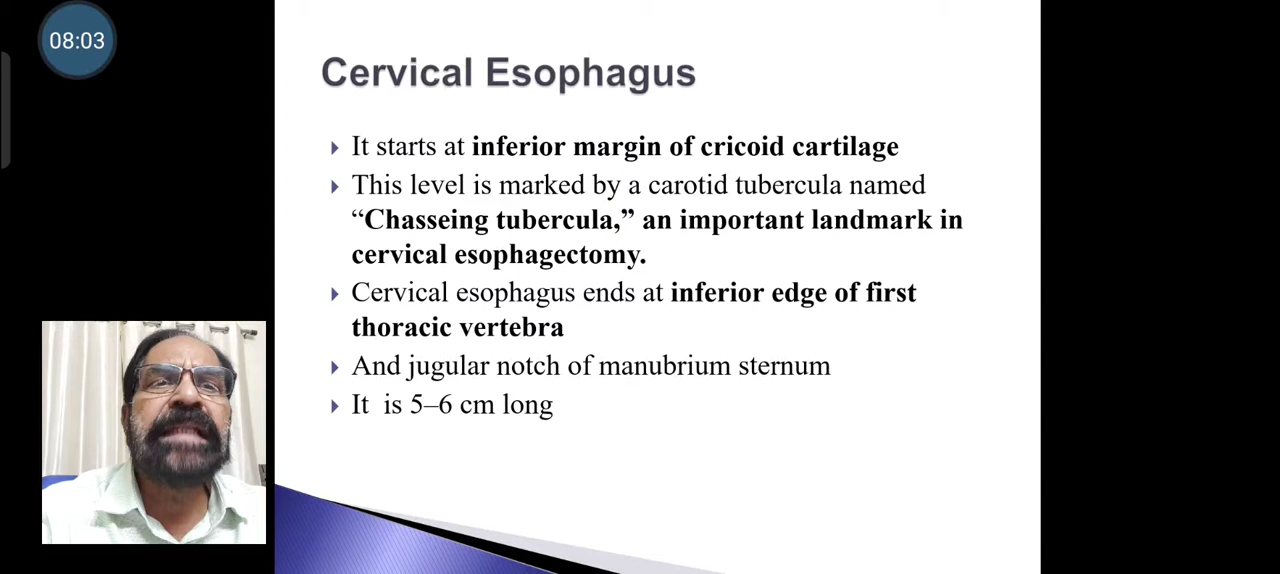 08:03
Cervical Esophagus
It starts at inferior margin of cricoid cartilage
This level is marked by a carotid tubercula named
“Chasseing tubercula,” an important landmark in
cervical esophagectomy.
Cervical esophagus ends at inferior edge of first
thoracic vertebra
And jugular notch of manubrium sternum
It is 5–6 cm long